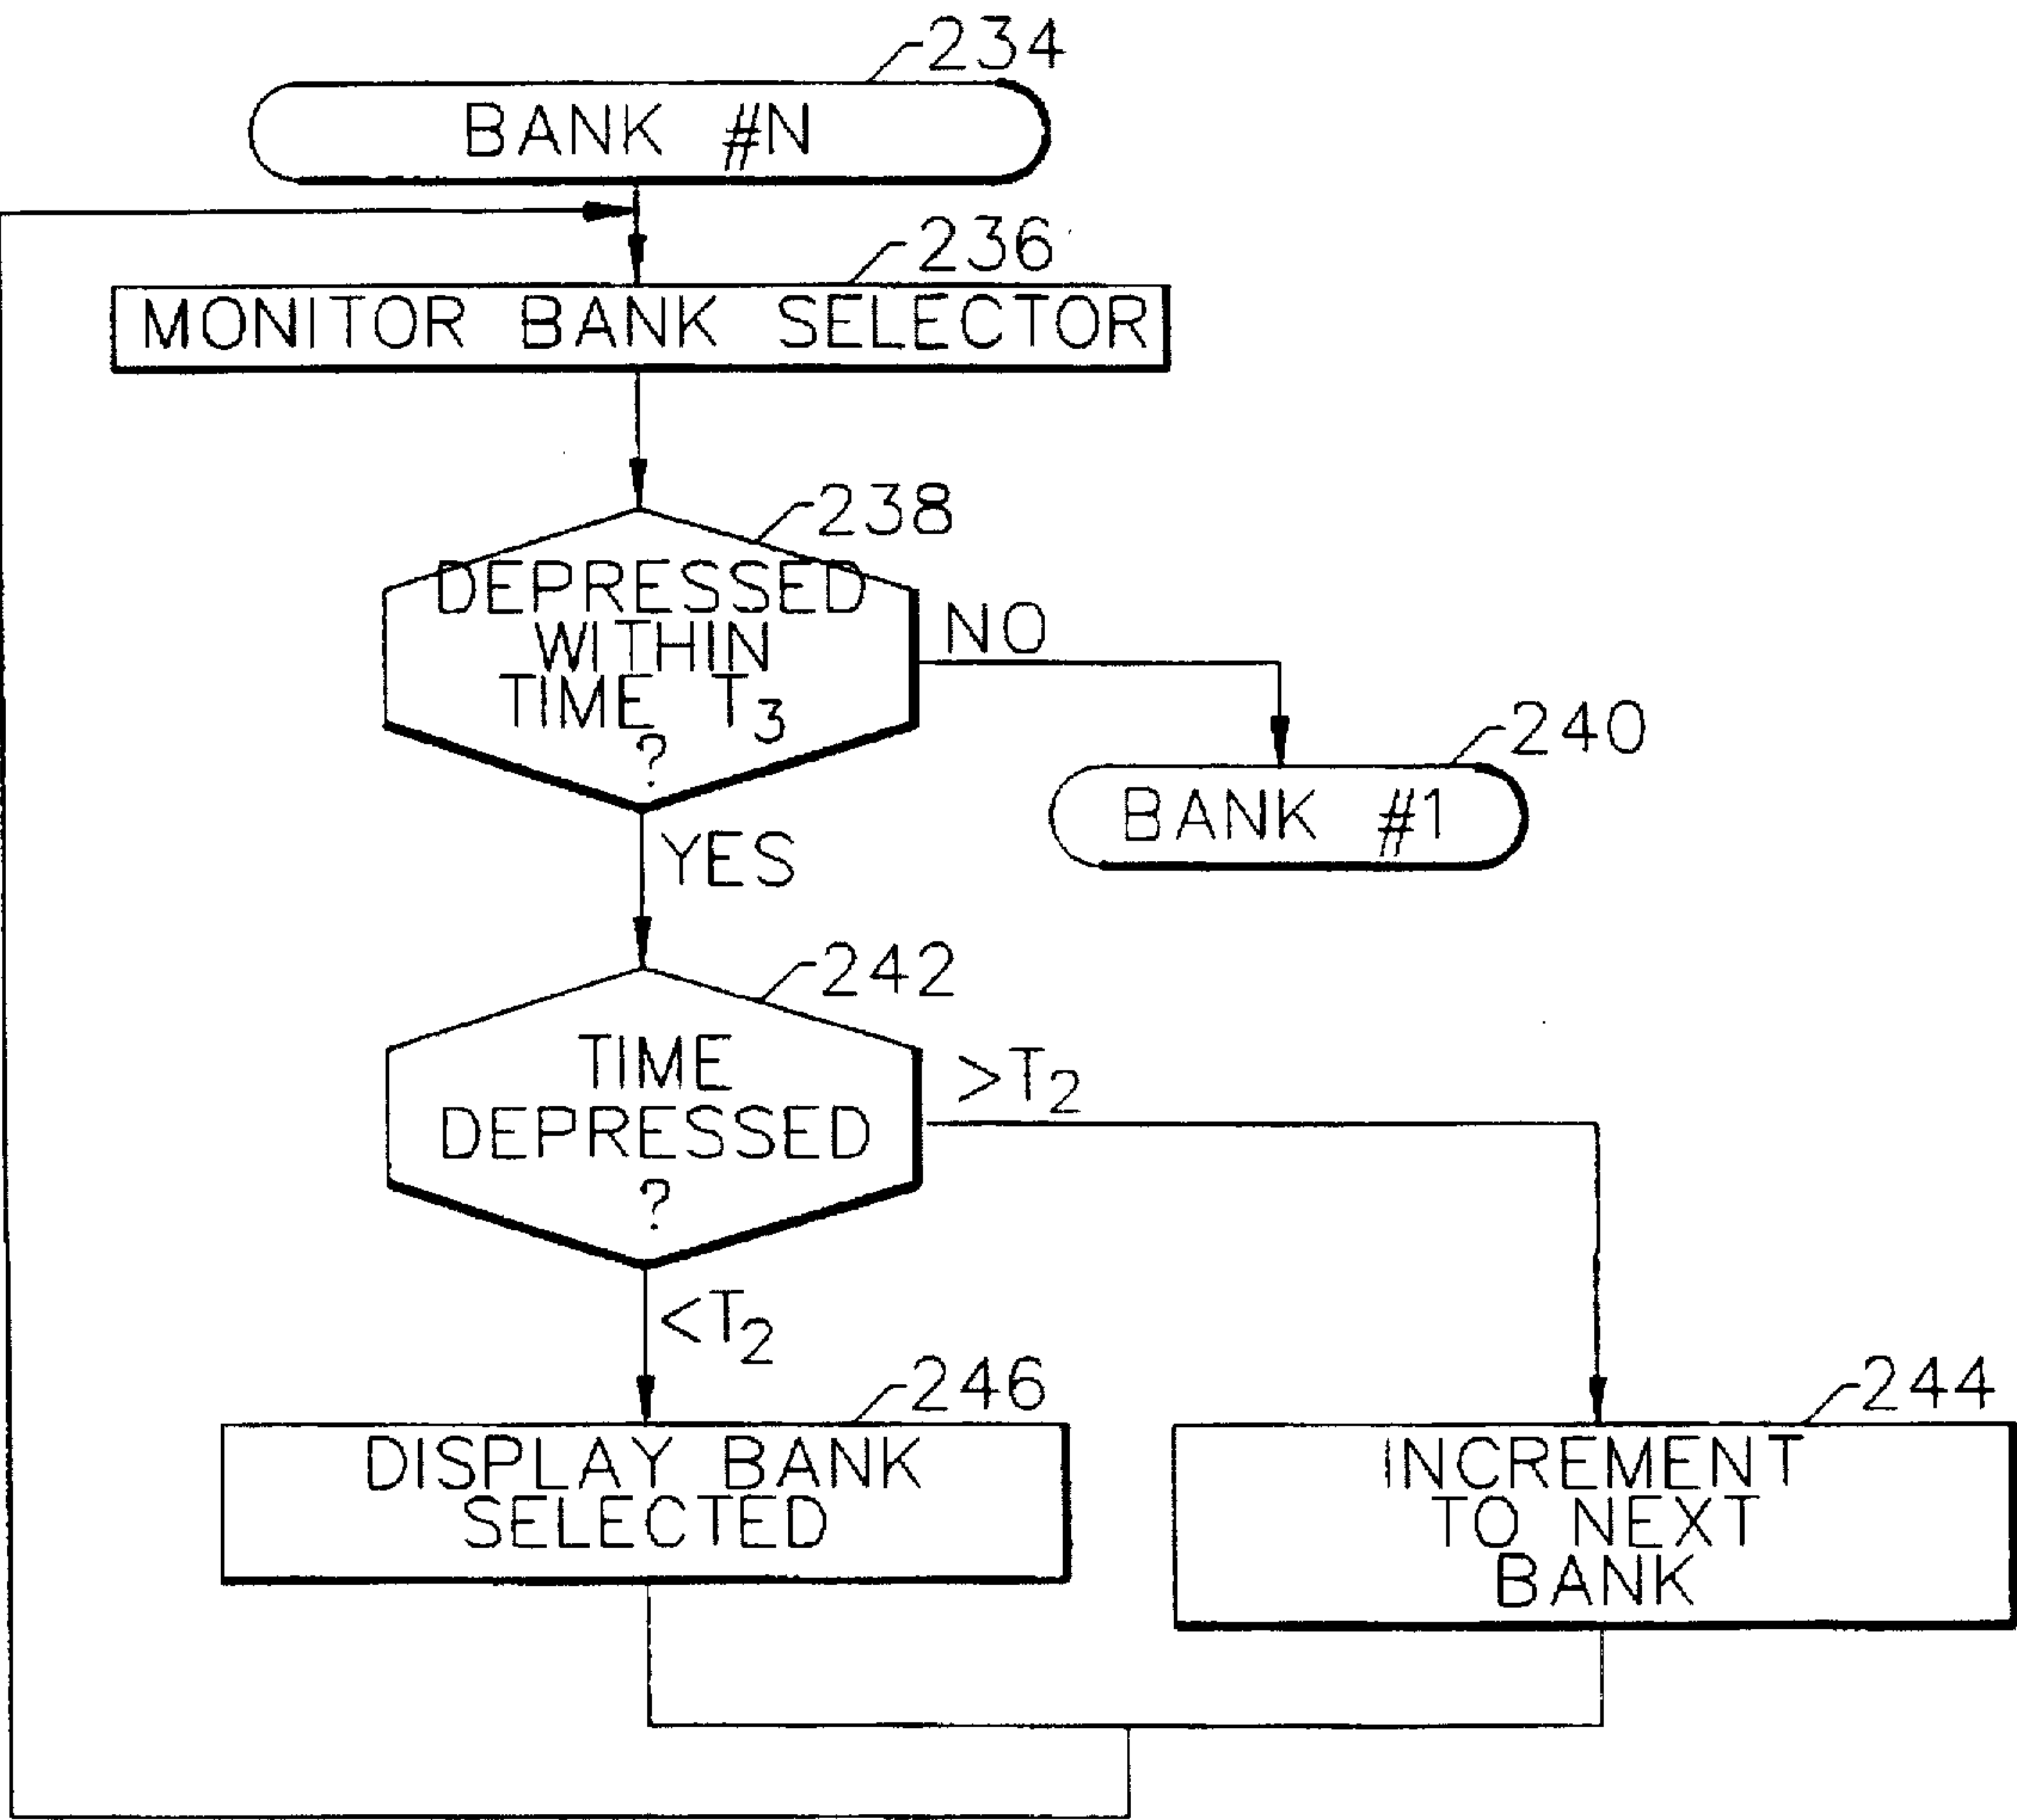 234
BANK #N
236
MONITOR BANK SELECTOR
238
DEPRESSED
WITHIN
TIME T3
?
NO
240
BANK #1
YES
242
TIME
DEPRESSED
?
>T2
<T2
246
DISPLAY BANK
SELECTED
244
INCREMENT
TO NEXT
BANK